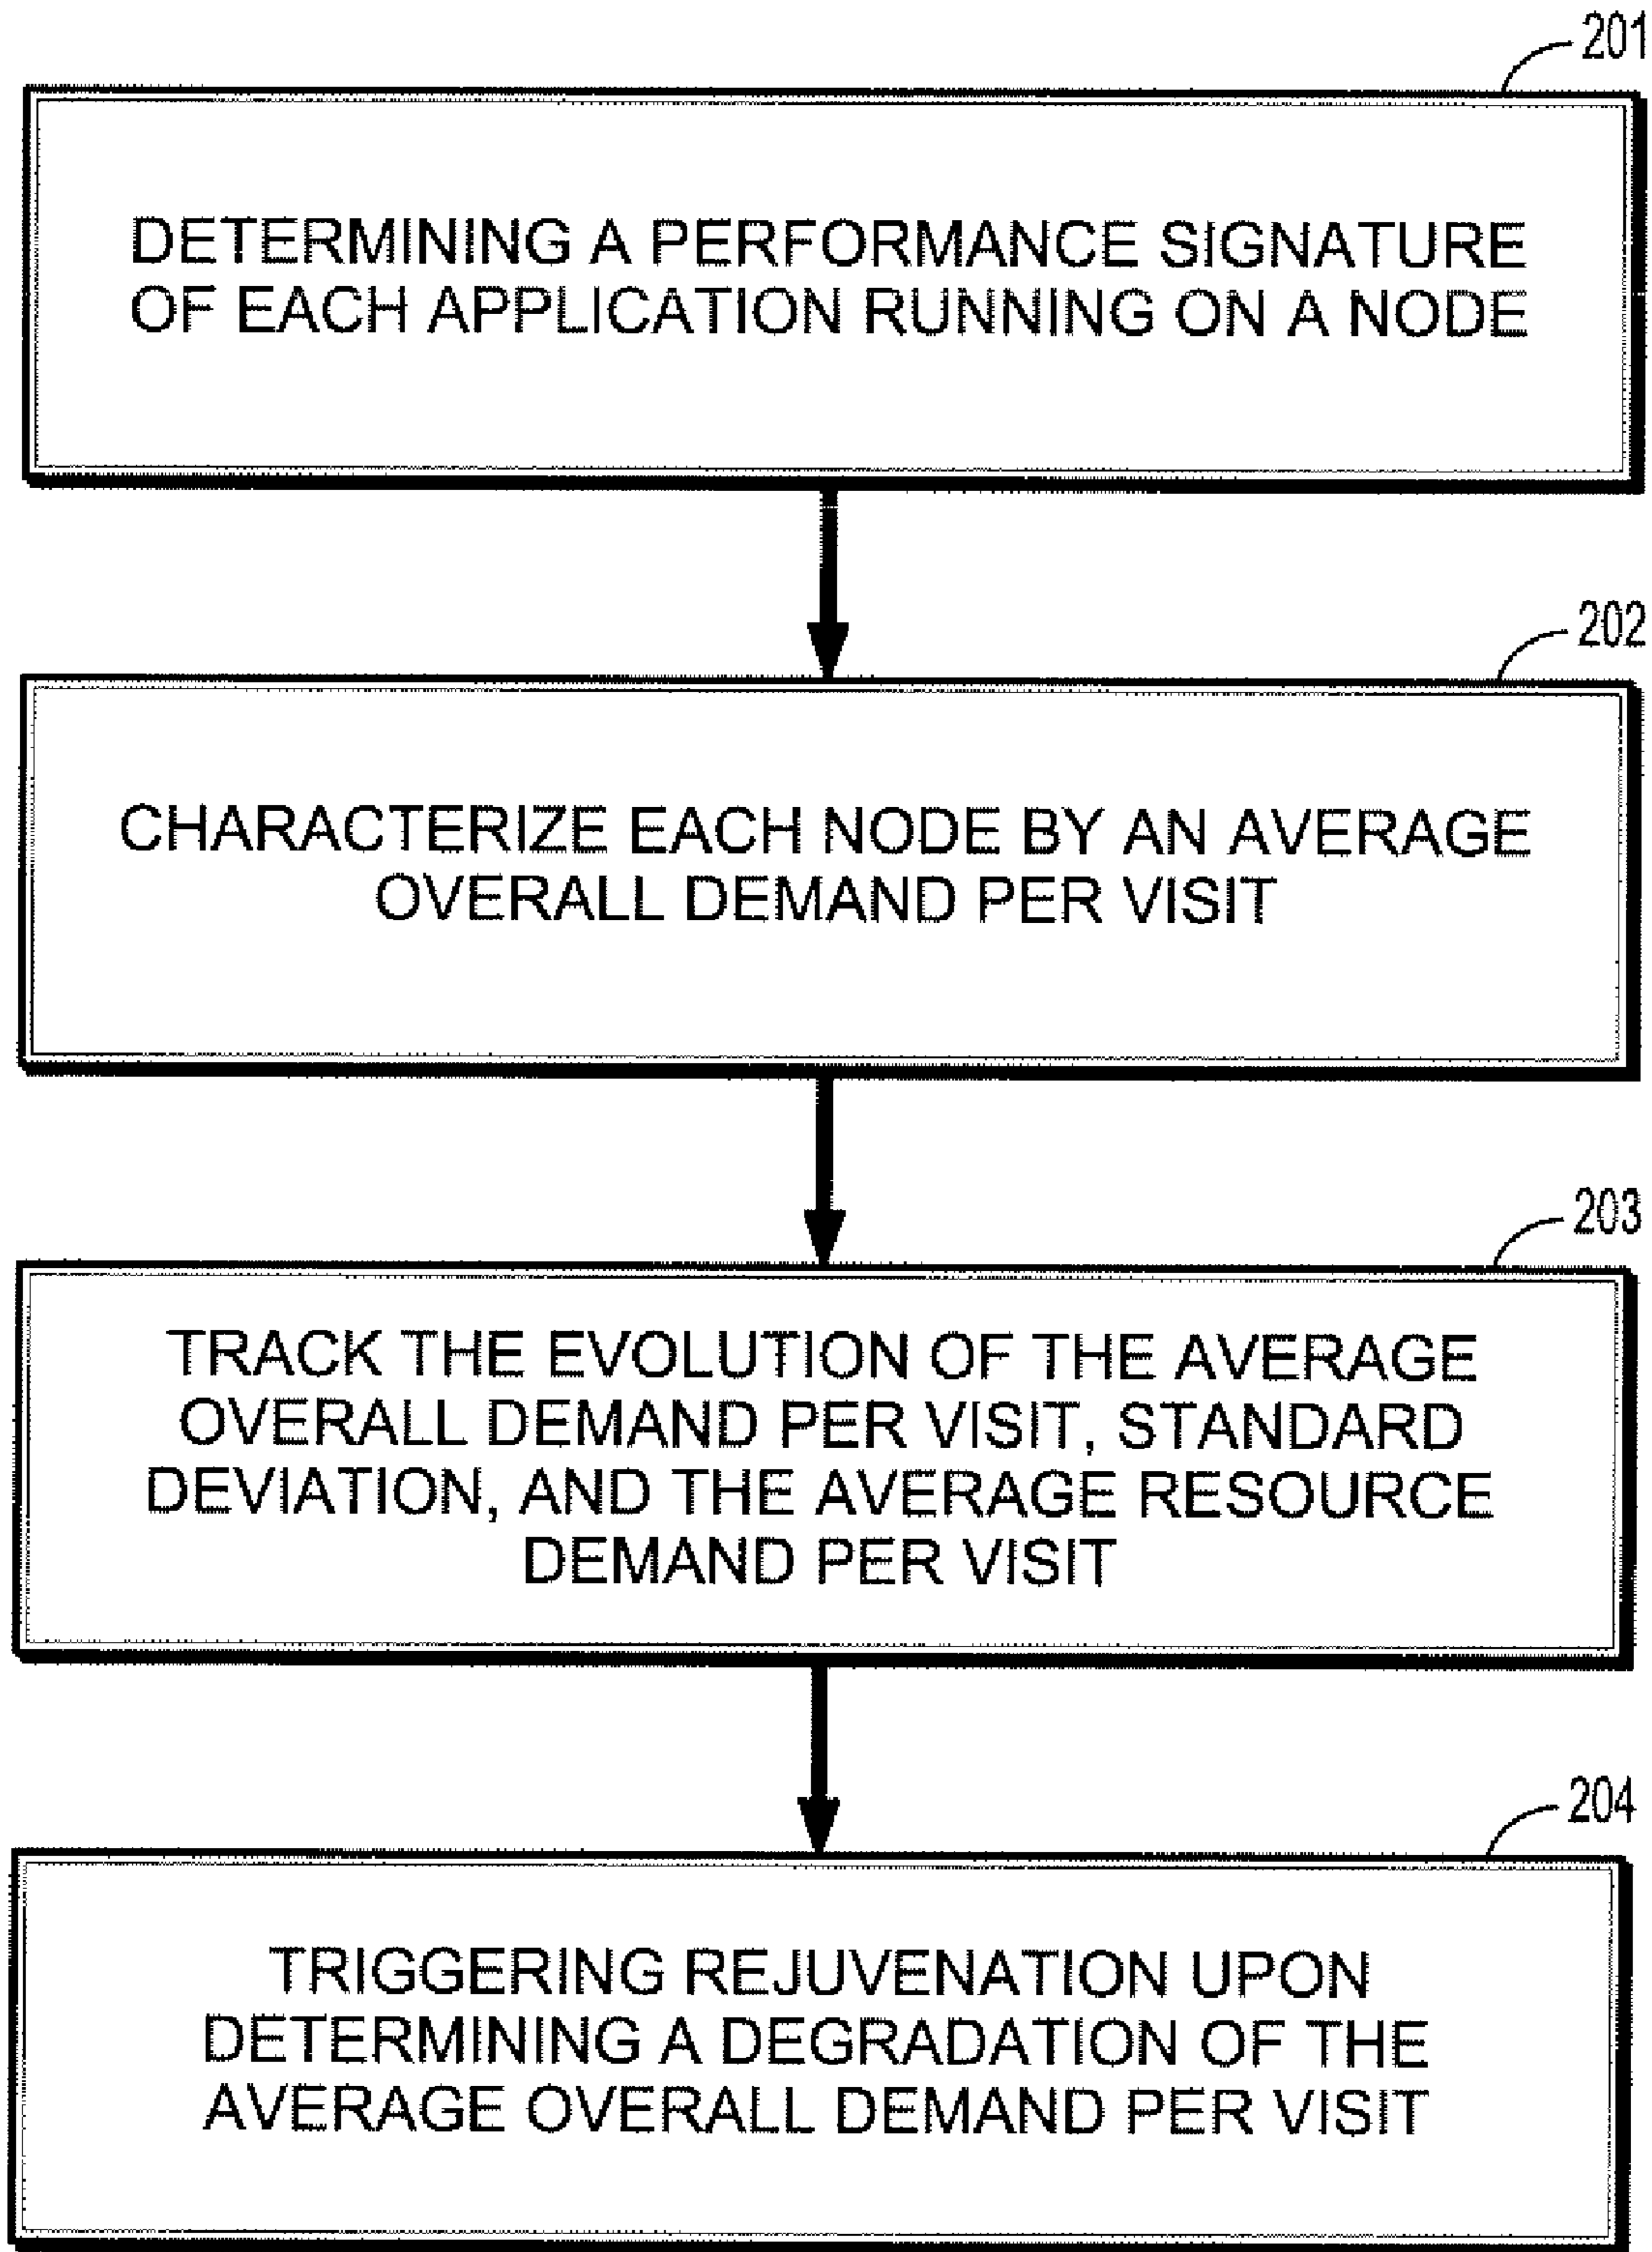 201
DETERMINING A PERFORMANCE SIGNATURE
OF EACH APPLICATION RUNNING ON A NODE
202
CHARACTERIZE EACH NODE BY AN AVERAGE
OVERALL DEMAND PER VISIT
203
TRACK THE EVOLUTION OF THE AVERAGE
OVERALL DEMAND PER VISIT, STANDARD
DEVIATION, AND THE AVERAGE RESOURCE
DEMAND PER VISIT
204
TRIGGERING REJUVENATION UPON
DETERMINING A DEGRADATION OF THE
AVERAGE OVERALL DEMAND PER VISIT